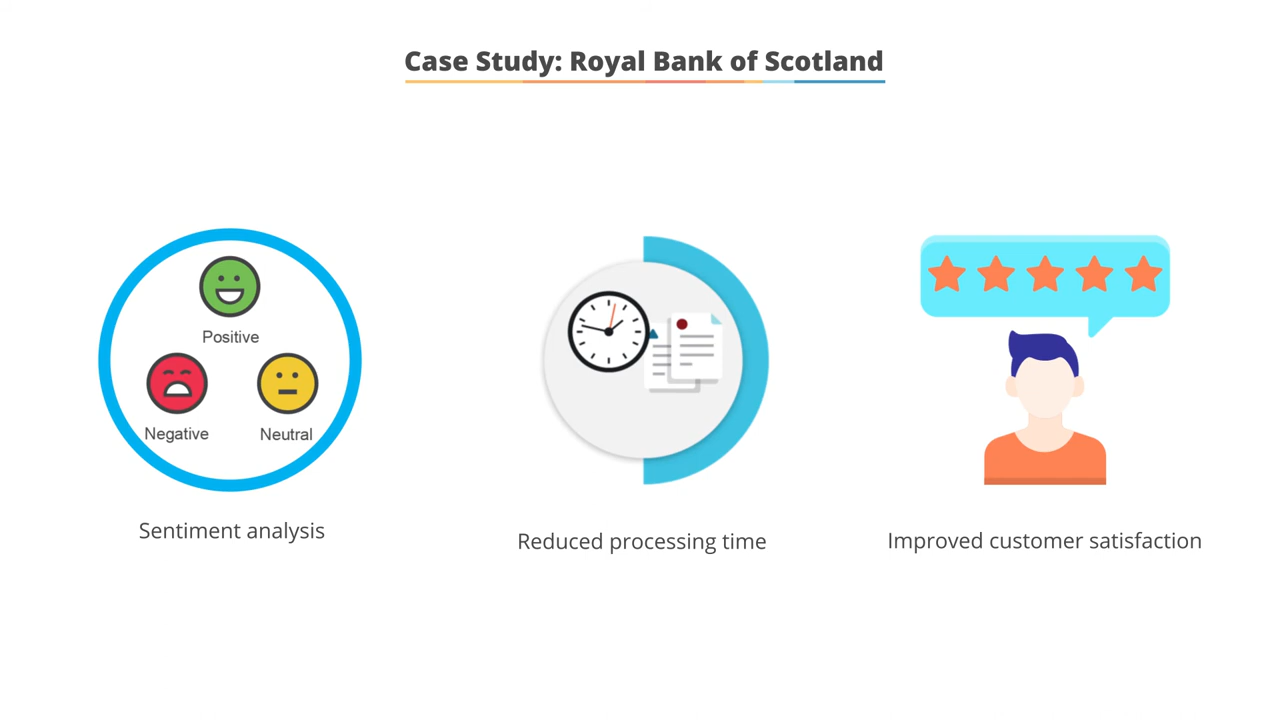 Case Study: Royal Bank of Scotland
Positive
Negative
Neutral
Sentiment analysis
Reduced processing time
Improved customer satisfaction